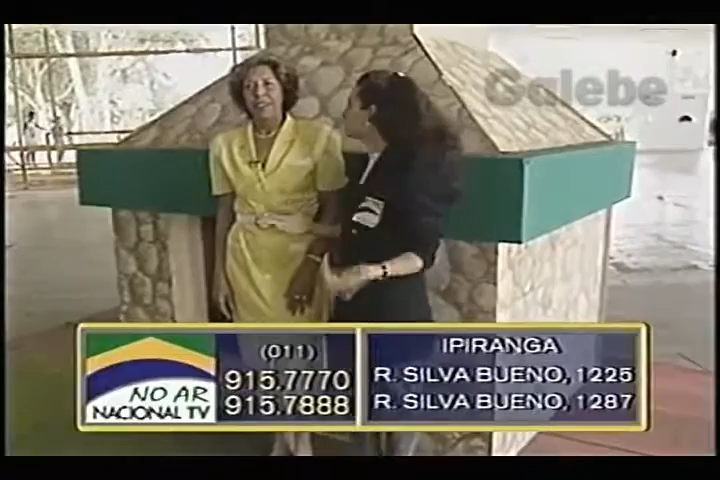 Galebe
(011)
915.7770
915.7888
NO AR
NACIONAL TV
IPIRANGA
R. SILVA BUENO, 1225
R. SILVA BUENO, 1287